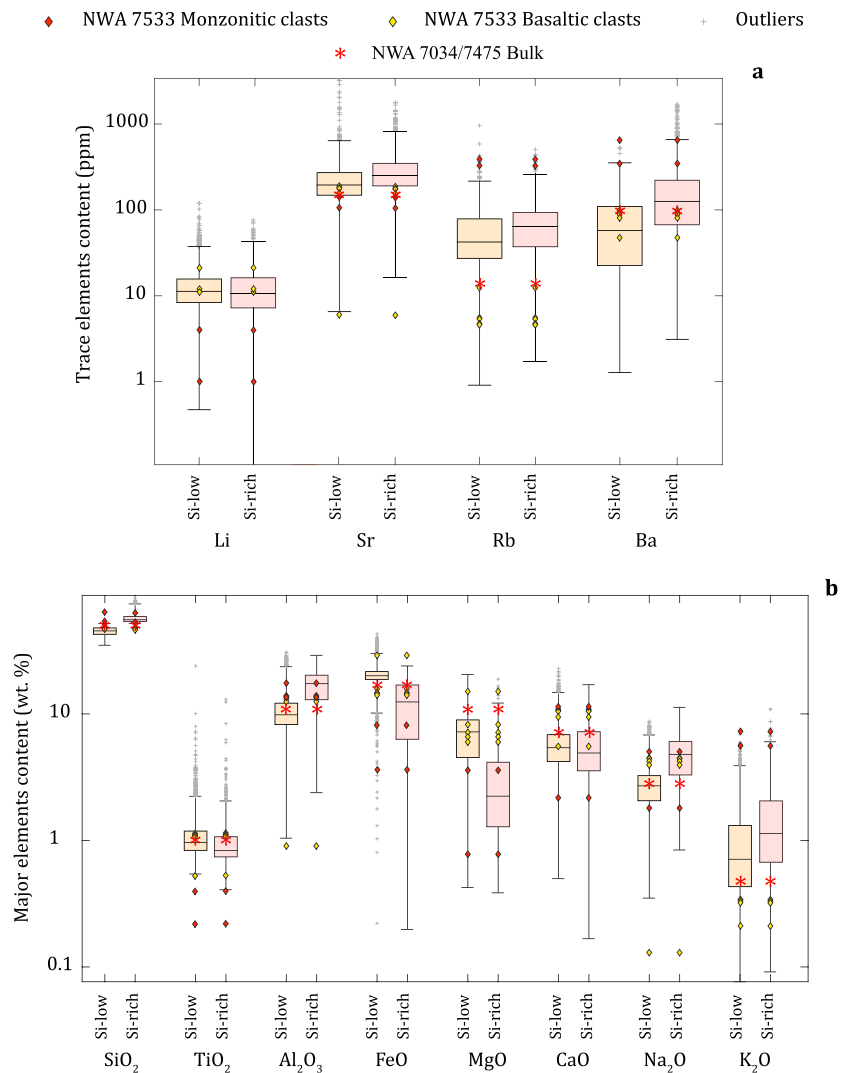 NWA 7533 Monzonitic clasts NWA 7533 Basaltic clasts Outliers
NWA 7034/7475 Bulk
a
Trace elements content (ppm)
1000
100
10
1
Si-low Si-rich Si-low Si-rich Si-low Si-rich Si-low Si-rich
Li Sr Rb Ba
b
Major elements content (wt. %)
10
1
0.1
Si-low Si-rich Si-low Si-rich Si-low Si-rich Si-low Si-rich Si-low Si-rich Si-low Si-rich Si-low Si-rich Si-low Si-rich
SiO₂ TiO₂ Al₂O₃ FeO MgO CaO Na₂O K₂O